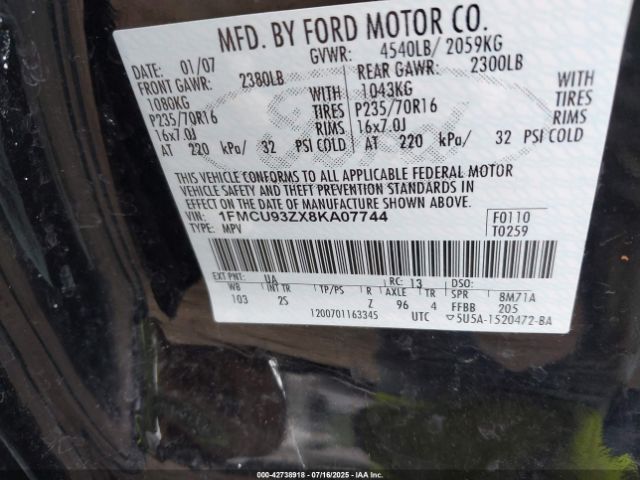 MFD. BY FORD MOTOR CO.
DATE: 01/07 GVWR: 4540LB/ 2059KG
FRONT GAWR: 2380LB REAR GAWR: 2300LB
1080KG WITH 1043KG WITH
P235/70R16 TIRES P235/70R16 TIRES
16x7.0J RIMS 16x7.0J RIMS
AT 220 kPa/ 32 PSI COLD AT 220 kPa/ 32 PSI COLD
THIS VEHICLE CONFORMS TO ALL APPLICABLE FEDERAL MOTOR
VEHICLE SAFETY AND THEFT PREVENTION STANDARDS IN
EFFECT ON THE DATE OF MANUFACTURE SHOWN ABOVE.
VIN: 1FMCU93ZX8KA07744 F0110
TYPE: MPV T0259
EXT PNT: UA RC: 13 DSO:
WB INT TR TP/PS R AXLE TR SPR 8M71A
103 2S Z 96 4 FFBB 205
1200701163345 UTC ▽5U5A-1520472-BA
000-42738918 - 07/16/2025 - IAAI.COM